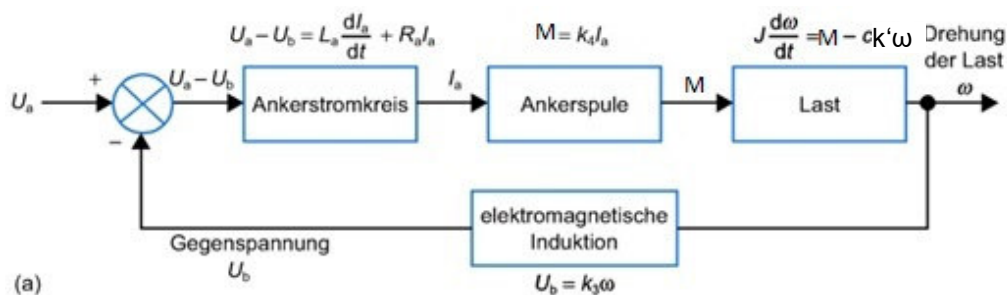 U_a − U_b = L_a dI_a/dt + R_a I_a
M = k_4 I_a
J dω/dt = M − ck‘ω
Drehung
der Last
ω
U_a
+
−
U_a − U_b
Ankerstromkreis
I_a
Ankerspule
M
Last
elektromagnetische
Induktion
Gegenspannung
U_b
U_b = k_3 ω
(a)